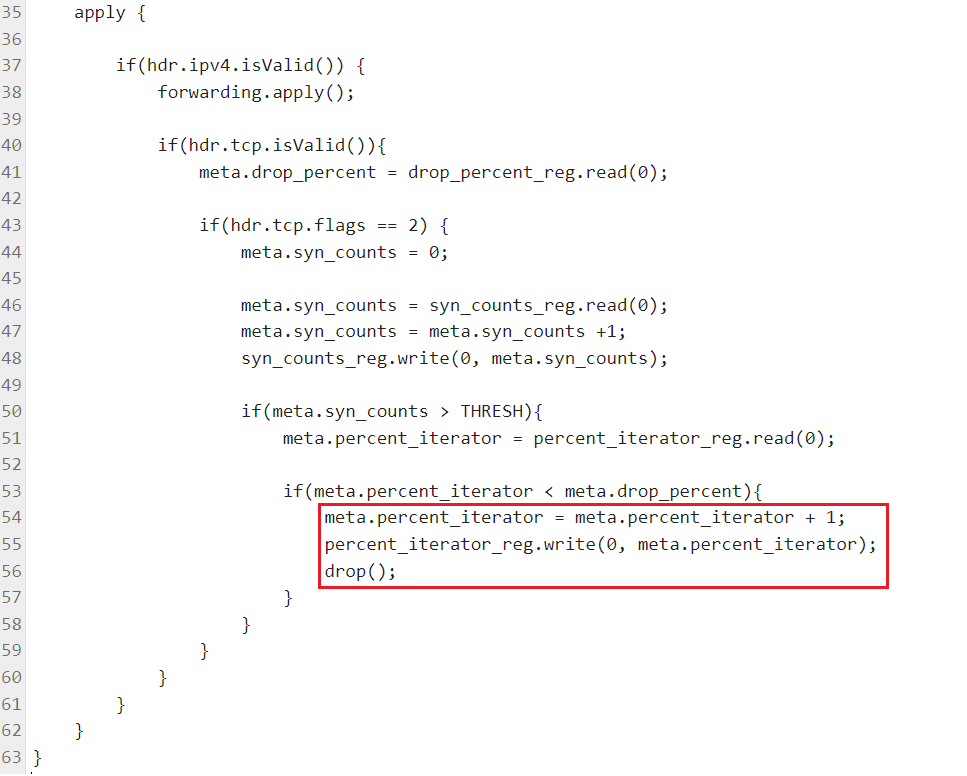 35 apply {
36
37 if(hdr.ipv4.isValid()) {
38 forwarding.apply();
39
40 if(hdr.tcp.isValid()){
41 meta.drop_percent = drop_percent_reg.read(0);
42
43 if(hdr.tcp.flags == 2) {
44 meta.syn_counts = 0;
45
46 meta.syn_counts = syn_counts_reg.read(0);
47 meta.syn_counts = meta.syn_counts +1;
48 syn_counts_reg.write(0, meta.syn_counts);
49
50 if(meta.syn_counts > THRESH){
51 meta.percent_iterator = percent_iterator_reg.read(0);
52
53 if(meta.percent_iterator < meta.drop_percent){
54 meta.percent_iterator = meta.percent_iterator + 1;
55 percent_iterator_reg.write(0, meta.percent_iterator);
56 drop();
57 }
58 }
59 }
60 }
61 }
62 }
63 }